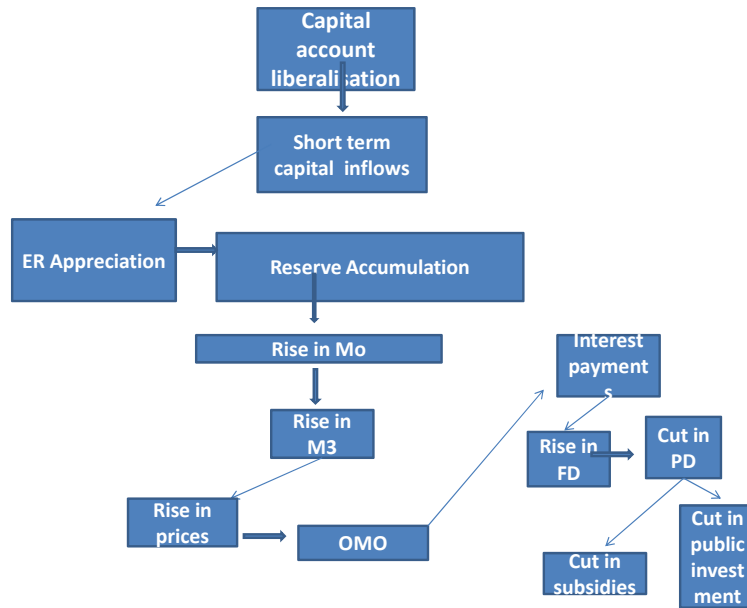 Capital
account
liberalisation
Short term
capital inflows
ER Appreciation
Reserve Accumulation
Rise in Mo
Rise in
M3
Rise in
prices
OMO
Interest
payment
s
Rise in
FD
Cut in
PD
Cut in
subsidies
Cut in
public
invest
ment